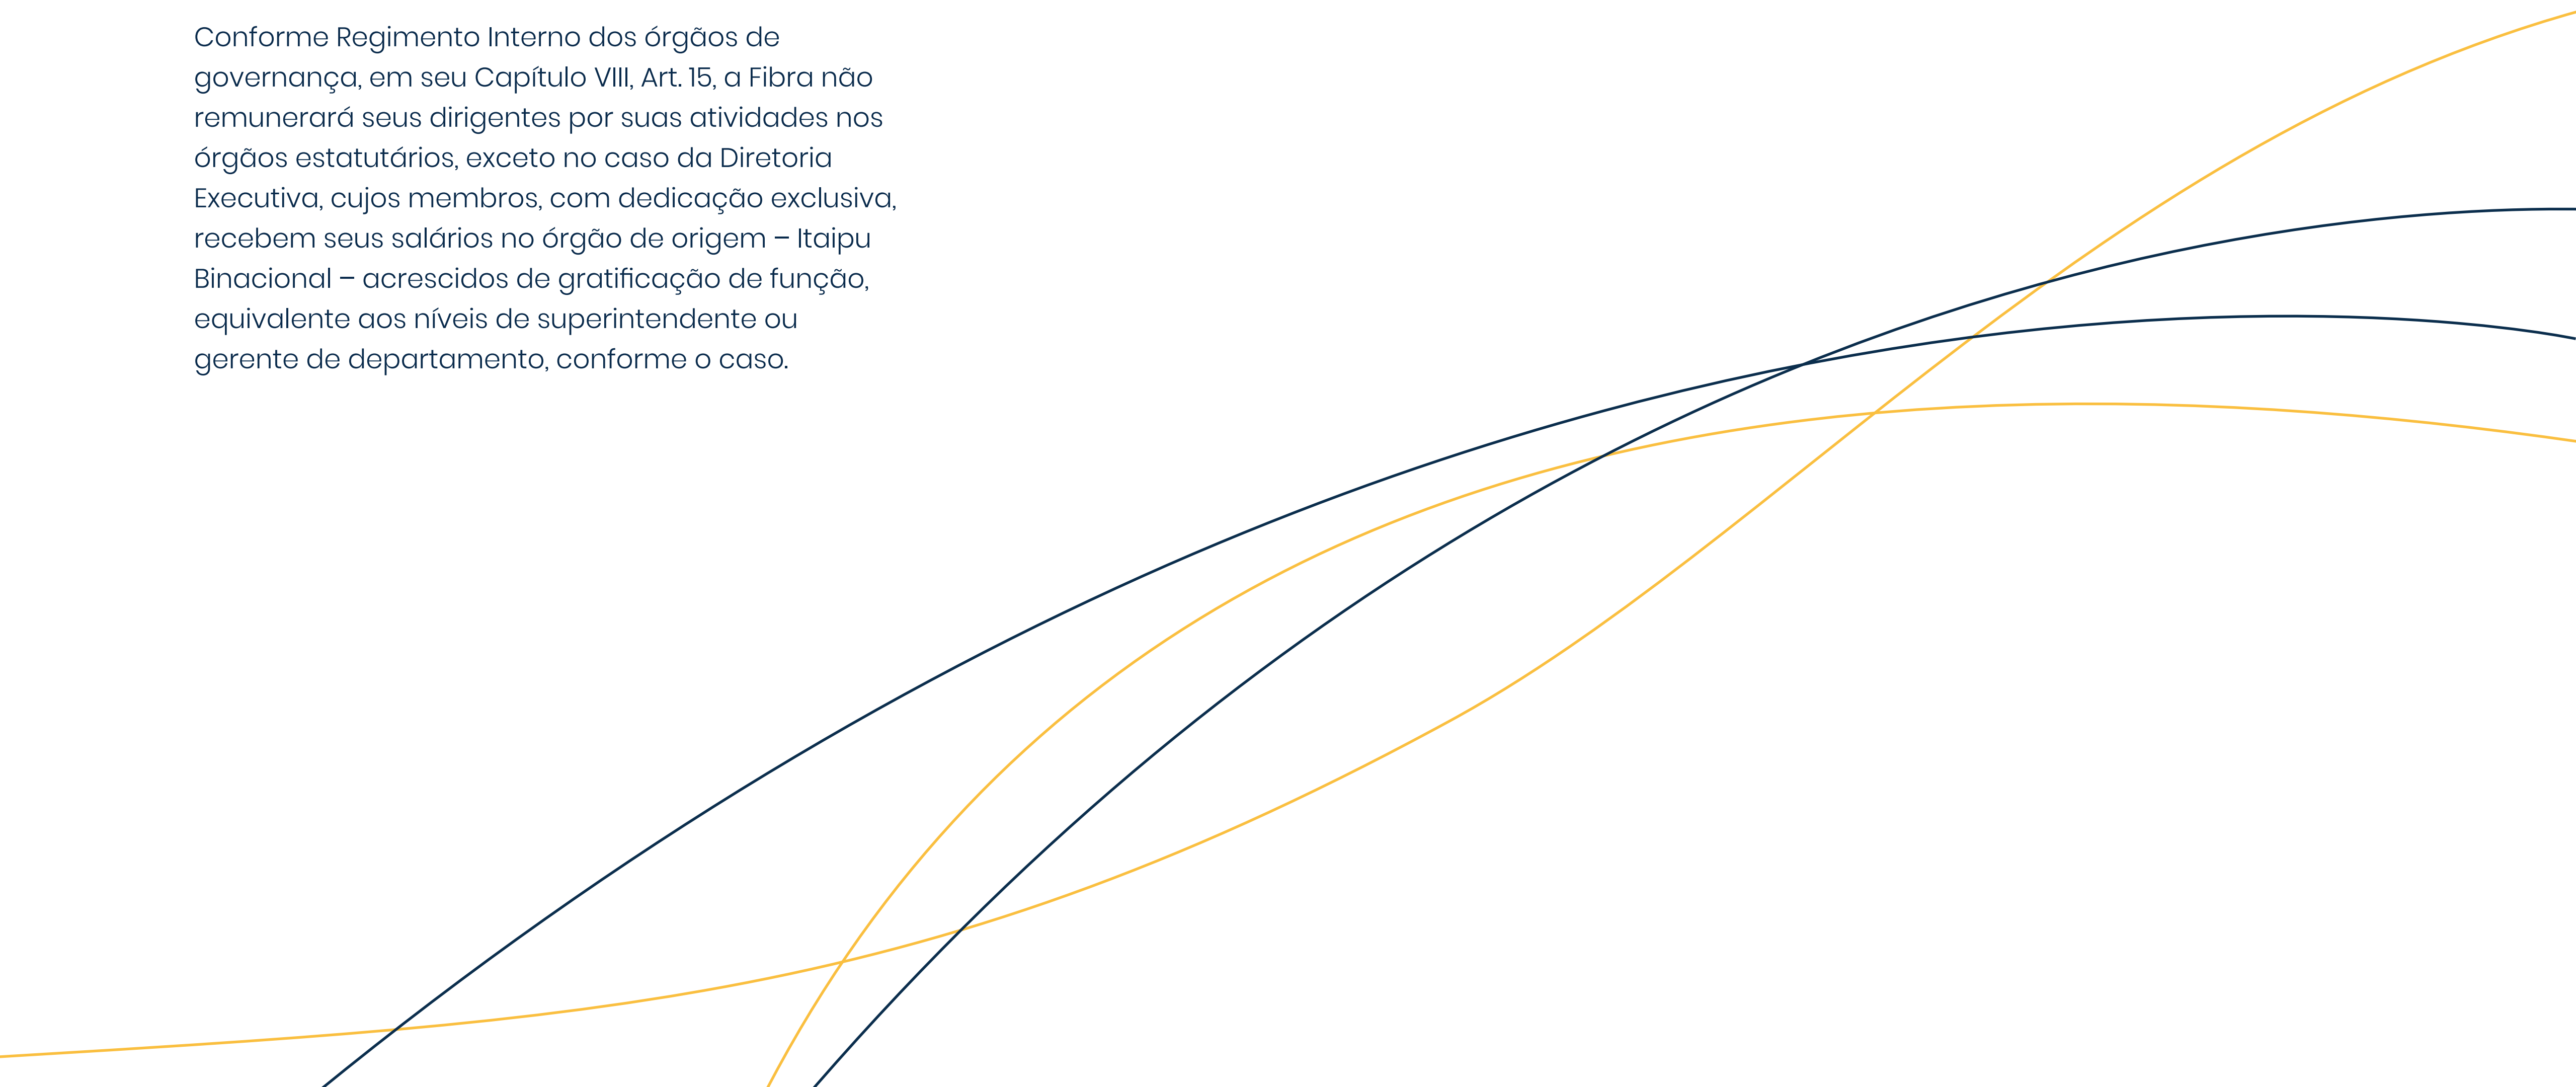 Conforme Regimento Interno dos órgãos de
governança, em seu Capítulo VIII, Art. 15, a Fibra não
remunerará seus dirigentes por suas atividades nos
órgãos estatutários, exceto no caso da Diretoria
Executiva, cujos membros, com dedicação exclusiva,
recebem seus salários no órgão de origem – Itaipu
Binacional – acrescidos de gratificação de função,
equivalente aos níveis de superintendente ou
gerente de departamento, conforme o caso.